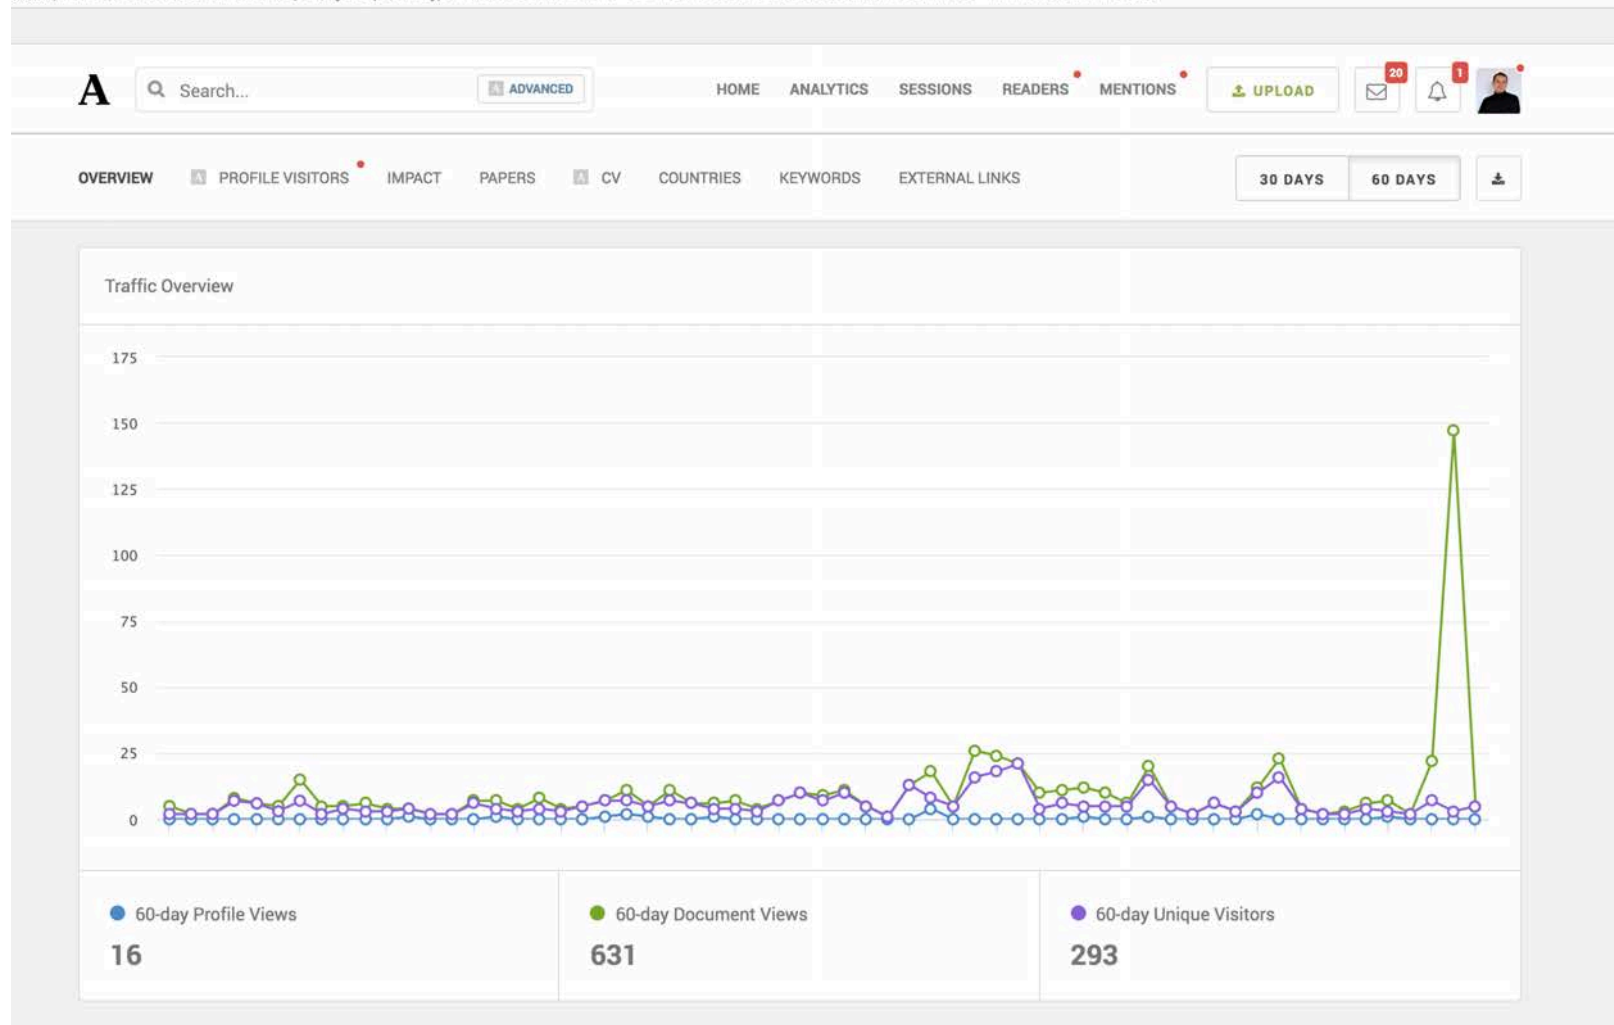 A Search... A ADVANCED HOME ANALYTICS SESSIONS READERS MENTIONS UPLOAD 20 1
OVERVIEW A PROFILE VISITORS IMPACT PAPERS A CV COUNTRIES KEYWORDS EXTERNAL LINKS 30 DAYS 60 DAYS
Traffic Overview
175
150
125
100
75
50
25
0
60-day Profile Views 60-day Document Views 60-day Unique Visitors
16 631 293